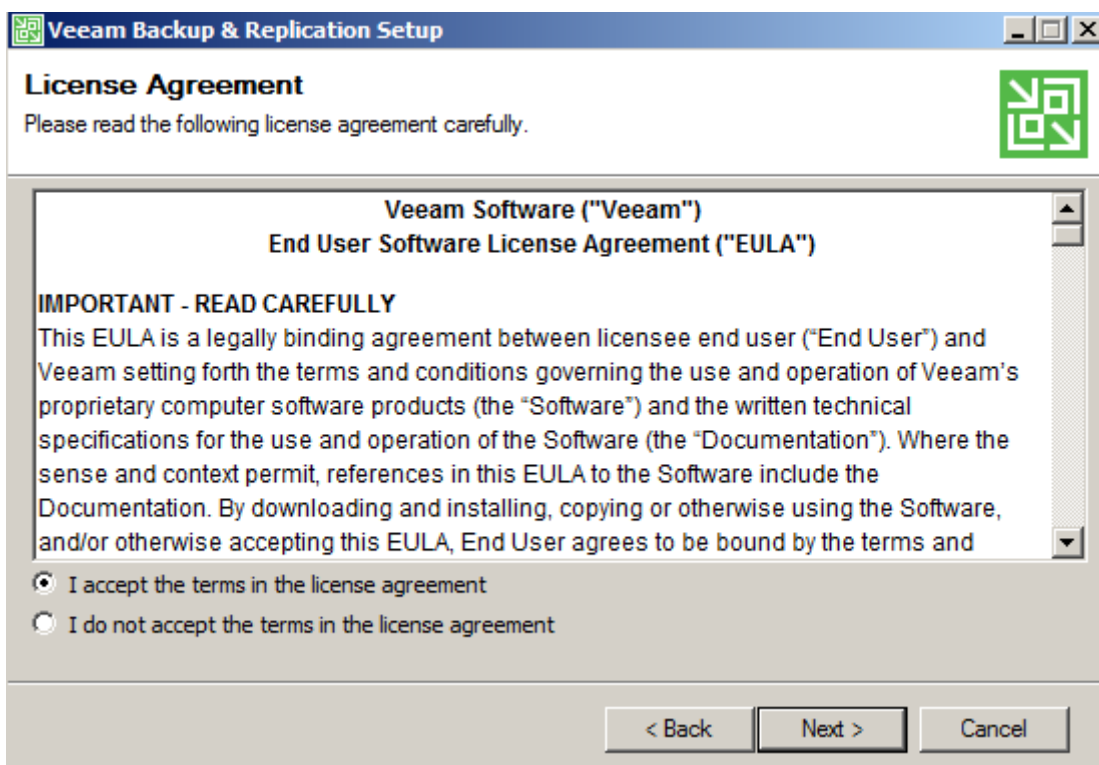 Veeam Backup & Replication Setup
License Agreement
Please read the following license agreement carefully.
Veeam Software ("Veeam")
End User Software License Agreement ("EULA")
IMPORTANT - READ CAREFULLY
This EULA is a legally binding agreement between licensee end user (“End User”) and
Veeam setting forth the terms and conditions governing the use and operation of Veeam’s
proprietary computer software products (the “Software”) and the written technical
specifications for the use and operation of the Software (the “Documentation”). Where the
sense and context permit, references in this EULA to the Software include the
Documentation. By downloading and installing, copying or otherwise using the Software,
and/or otherwise accepting this EULA, End User agrees to be bound by the terms and
I accept the terms in the license agreement
I do not accept the terms in the license agreement
< Back Next > Cancel